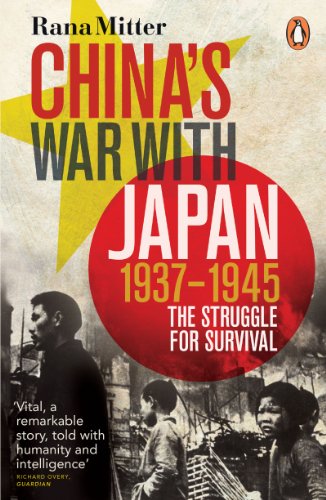 Rana Mitter
CHINA'S
WAR WITH
JAPAN
1937–1945
THE STRUGGLE
FOR SURVIVAL
'Vital, a
remarkable
story, told with
humanity and
intelligence'
RICHARD OVERY,
GUARDIAN